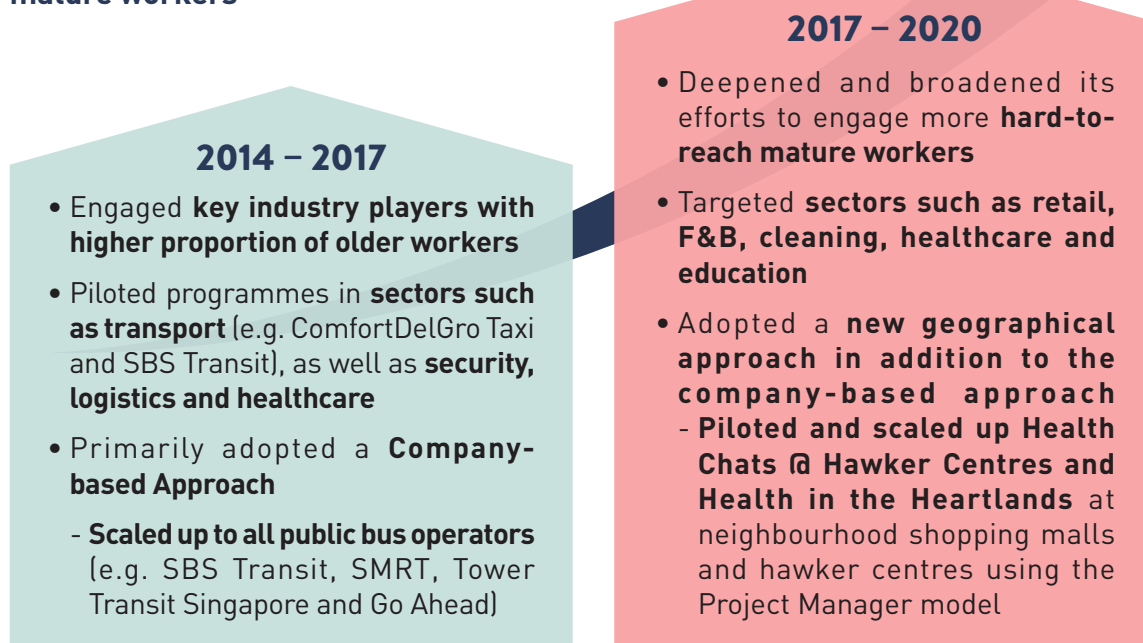 mature workers
2014 – 2017
• Engaged key industry players with
higher proportion of older workers
• Piloted programmes in sectors such
as transport (e.g. ComfortDelGro Taxi
and SBS Transit), as well as security,
logistics and healthcare
• Primarily adopted a Company-
based Approach
- Scaled up to all public bus operators
(e.g. SBS Transit, SMRT, Tower
Transit Singapore and Go Ahead)
2017 – 2020
• Deepened and broadened its
efforts to engage more hard-to-
reach mature workers
• Targeted sectors such as retail,
F&B, cleaning, healthcare and
education
• Adopted a new geographical
approach in addition to the
company-based approach
- Piloted and scaled up Health
Chats @ Hawker Centres and
Health in the Heartlands at
neighbourhood shopping malls
and hawker centres using the
Project Manager model